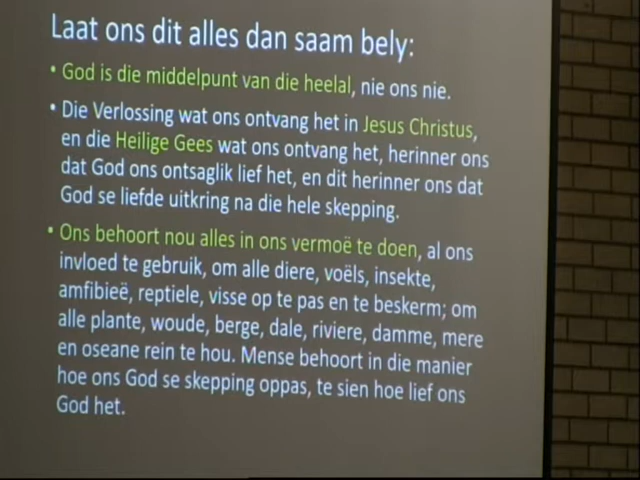 Laat ons dit alles dan saam bely:
• God is die middelpunt van die heelal, nie ons nie.
• Die Verlossing wat ons ontvang het in Jesus Christus,
en die Heilige Gees wat ons ontvang het, herinner ons
dat God ons ontsaglik lief het, en dit herinner ons dat
God se liefde uitkring na die hele skepping.
• Ons behoort nou alles in ons vermoë te doen, al ons
invloed te gebruik, om alle diere, voëls, insekte,
amfibieë, reptiele, visse op te pas en te beskerm; om
alle plante, woude, berge, dale, riviere, damme, mere
en oseane rein te hou. Mense behoort in die manier
hoe ons God se skepping oppas, te sien hoe lief ons
God het.